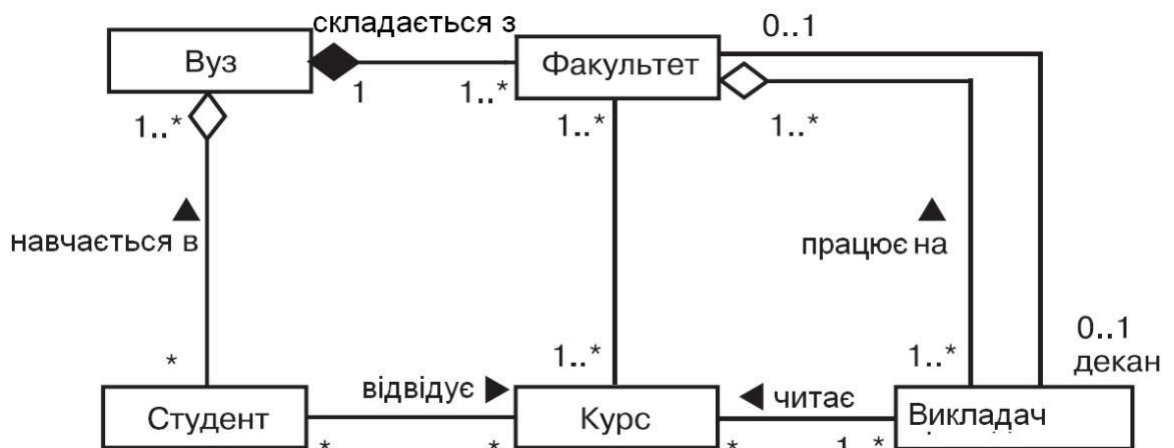 складається з
0..1
Вуз
Факультет
1
1..*
1..*
1..*
1..*
навчається в
працює на
0..1
декан
*
1..*
1..*
відвідує
читає
Студент
Курс
Викладач
*
*
*
1..*